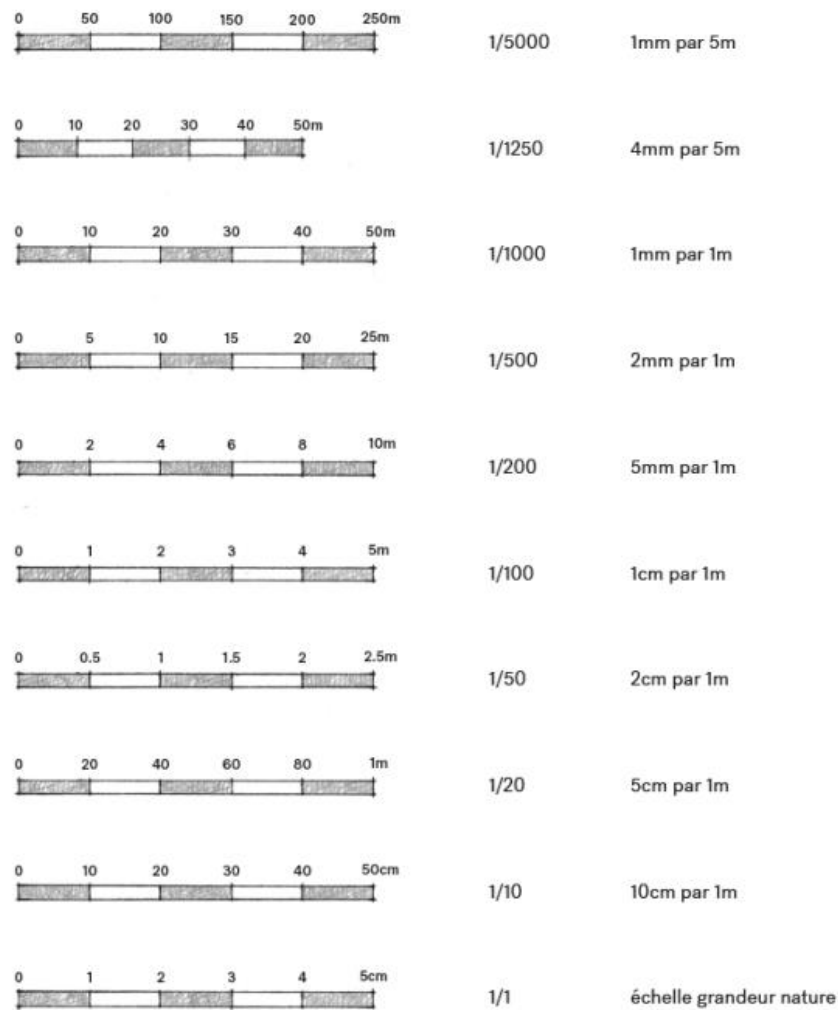 0 50 100 150 200 250m
1/5000 1mm par 5m
0 10 20 30 40 50m
1/1250 4mm par 5m
0 10 20 30 40 50m
1/1000 1mm par 1m
0 5 10 15 20 25m
1/500 2mm par 1m
0 2 4 6 8 10m
1/200 5mm par 1m
0 1 2 3 4 5m
1/100 1cm par 1m
0 0.5 1 1.5 2 2.5m
1/50 2cm par 1m
0 20 40 60 80 1m
1/20 5cm par 1m
0 10 20 30 40 50cm
1/10 10cm par 1m
0 1 2 3 4 5cm
1/1 échelle grandeur nature